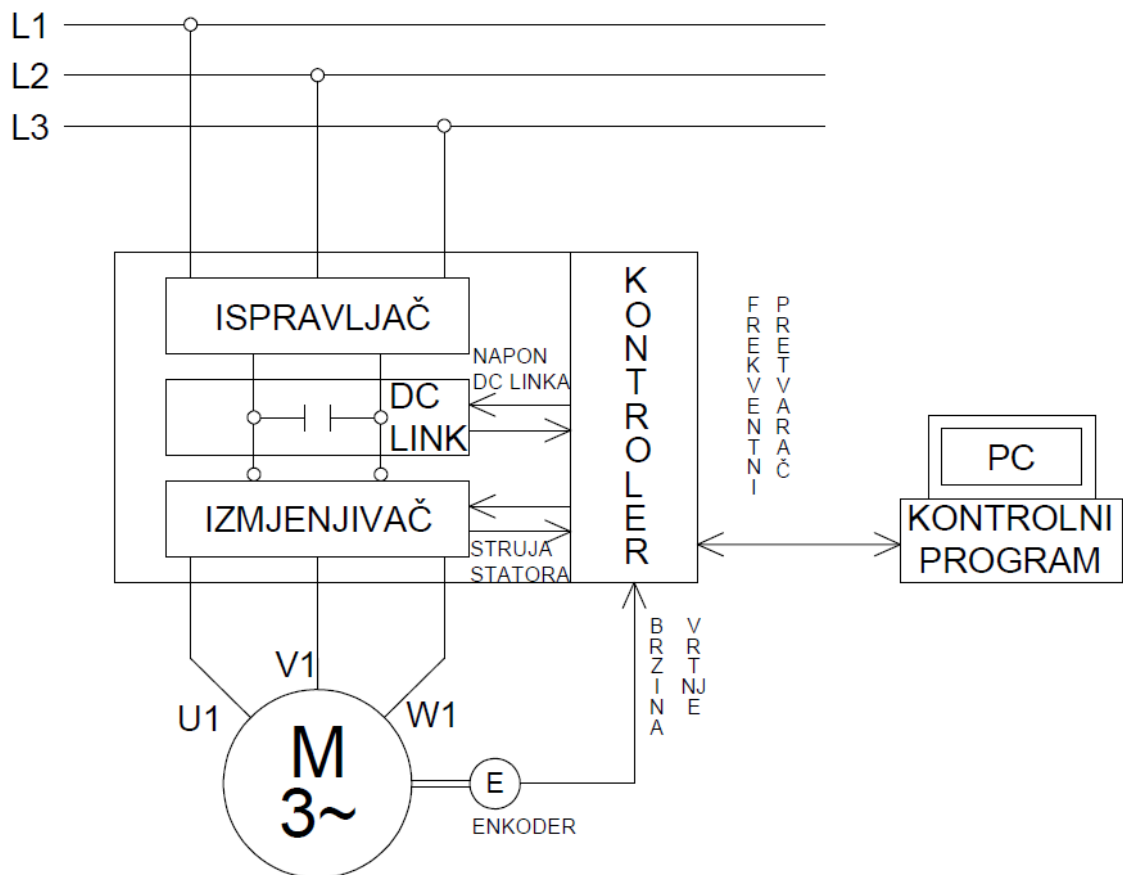 L1
L2
L3
ISPRAVLJAČ
NAPON
DC LINKA
DC
LINK
IZMJENJIVAČ
STRUJA
STATORA
KONTROLER
FREKVENTNI
PRETVARAČ
PC
KONTROLNI
PROGRAM
BRZINA
VRTNJE
U1
V1
W1
M
3~
E
ENKODER